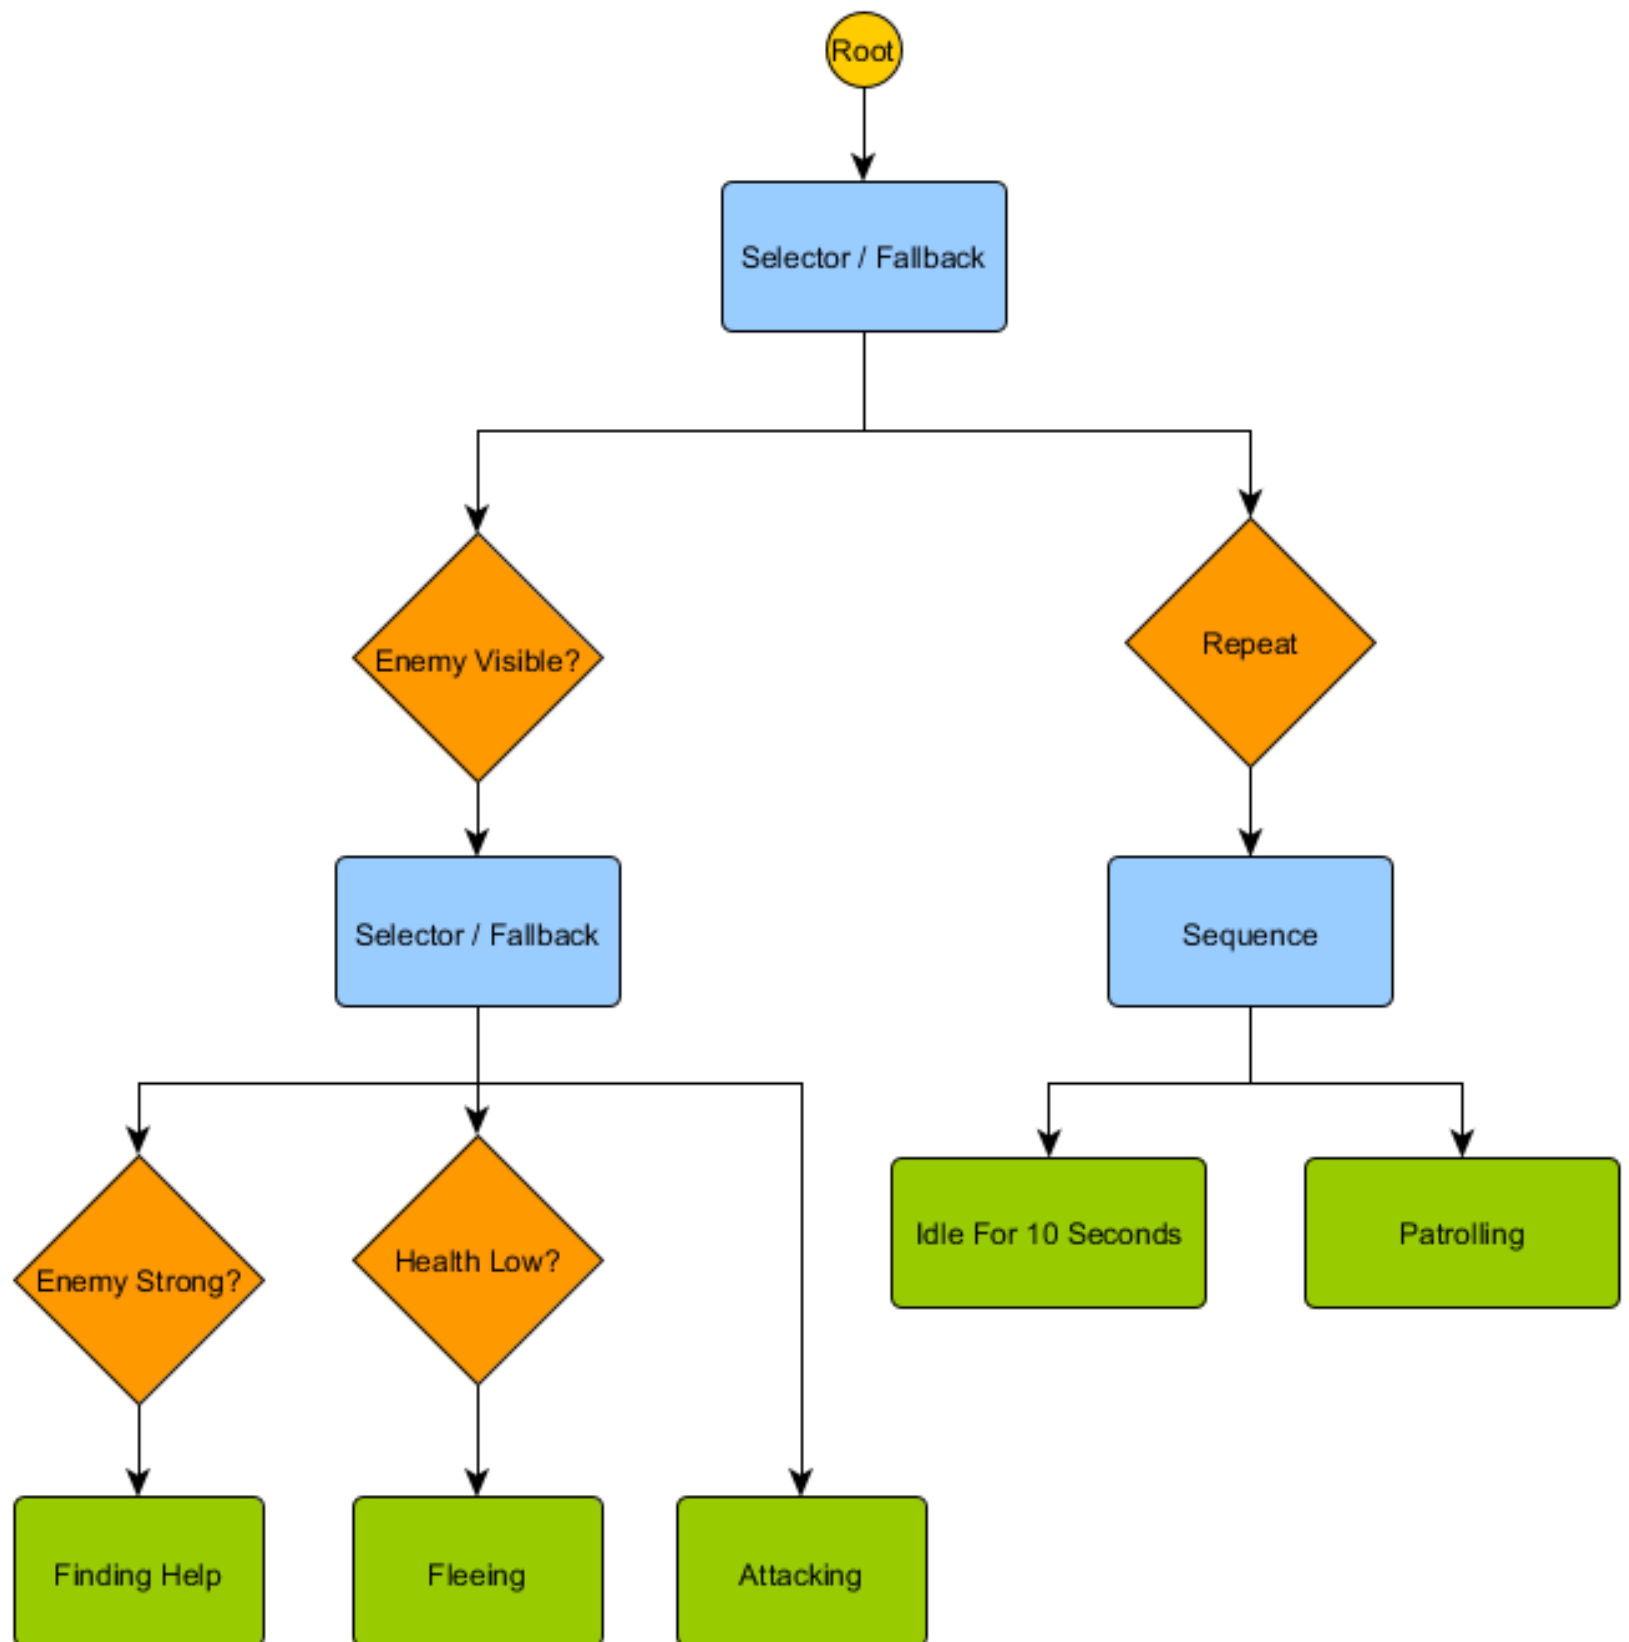 Root
Selector / Fallback
Enemy Visible?
Repeat
Selector / Fallback
Sequence
Idle For 10 Seconds
Patrolling
Enemy Strong?
Health Low?
Finding Help
Fleeing
Attacking